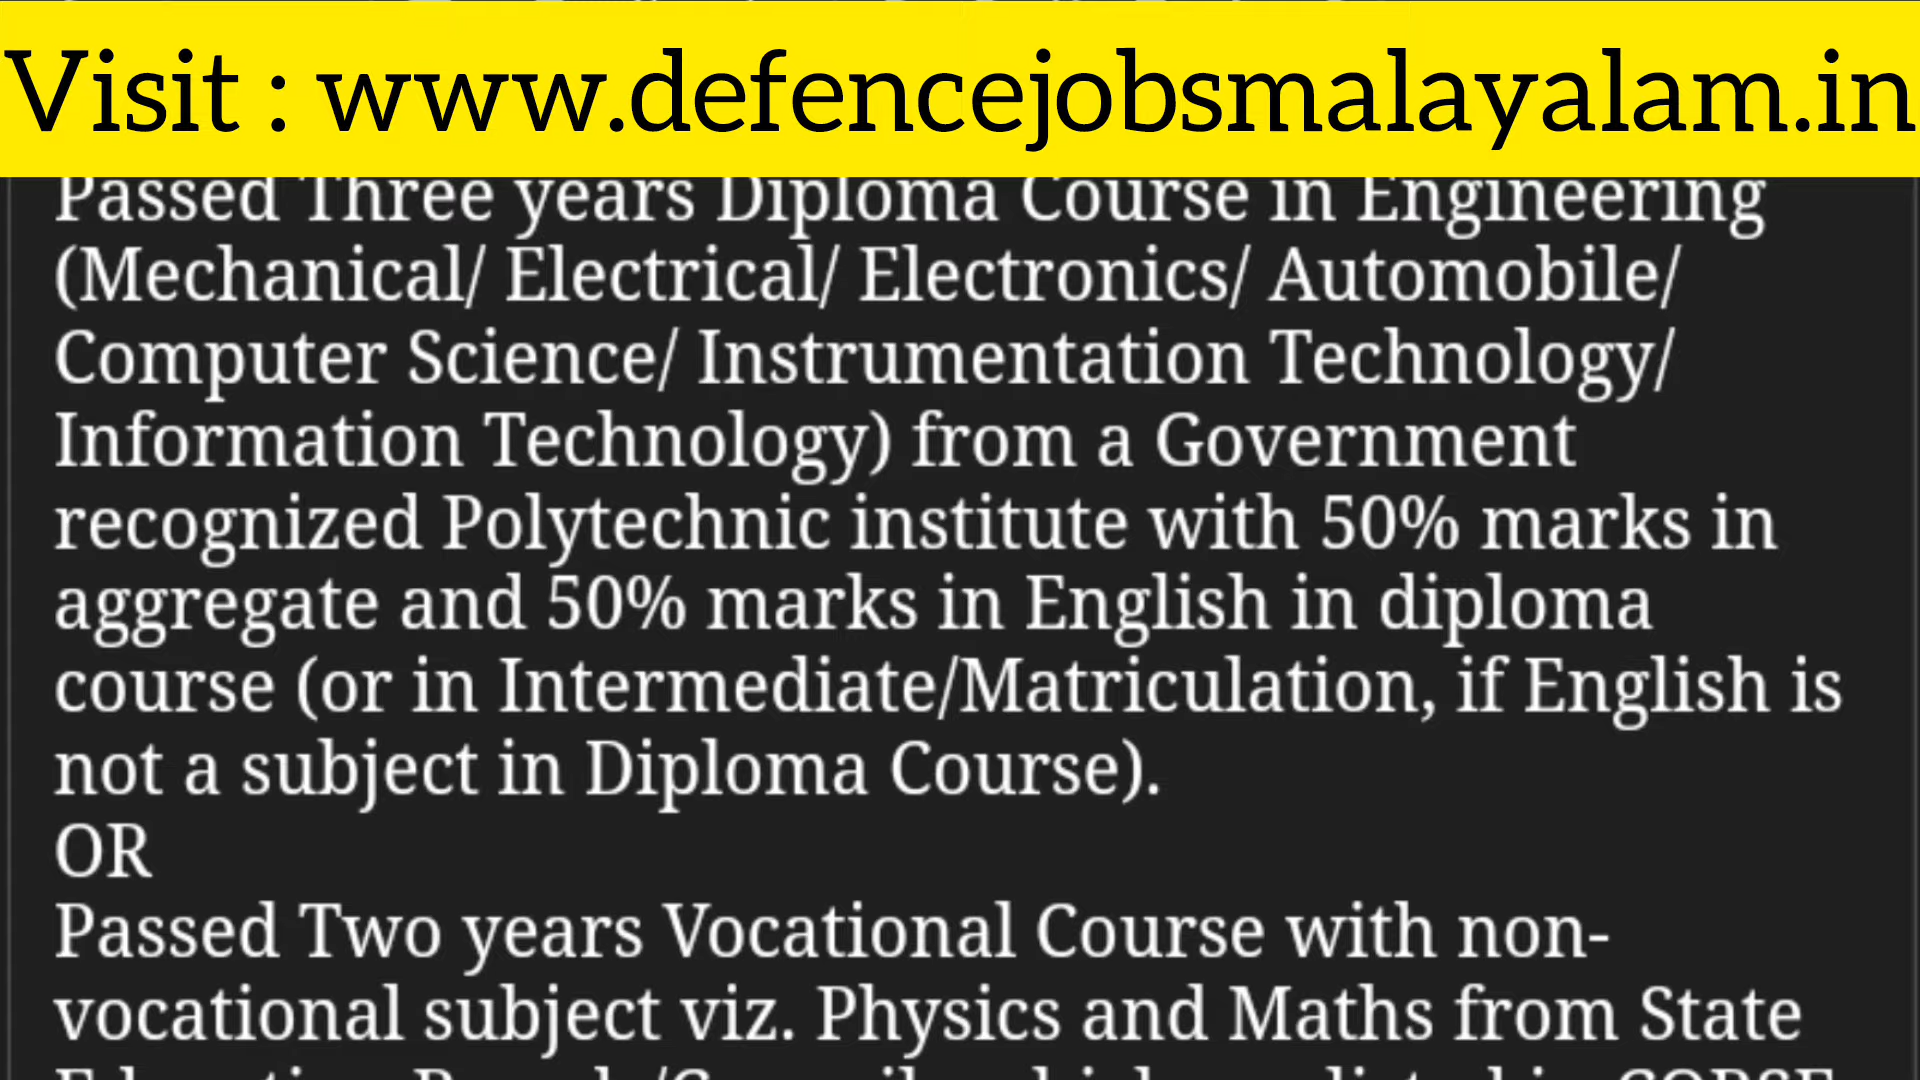 Visit : www.defencejobsmalayalam.in
Passed Three years Diploma Course in Engineering
(Mechanical/ Electrical/ Electronics/ Automobile/
Computer Science/ Instrumentation Technology/
Information Technology) from a Government
recognized Polytechnic institute with 50% marks in
aggregate and 50% marks in English in diploma
course (or in Intermediate/Matriculation, if English is
not a subject in Diploma Course).
OR
Passed Two years Vocational Course with non-
vocational subject viz. Physics and Maths from State